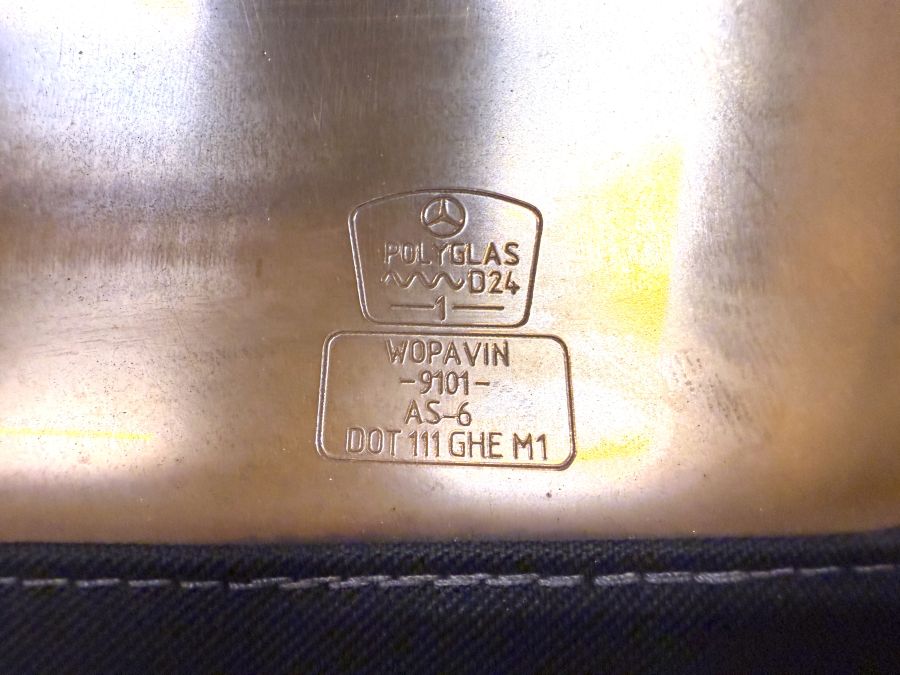 POLYGLAS
D24
1
WOPAVIN
-9101-
AS-6
DOT 111 GHE M1